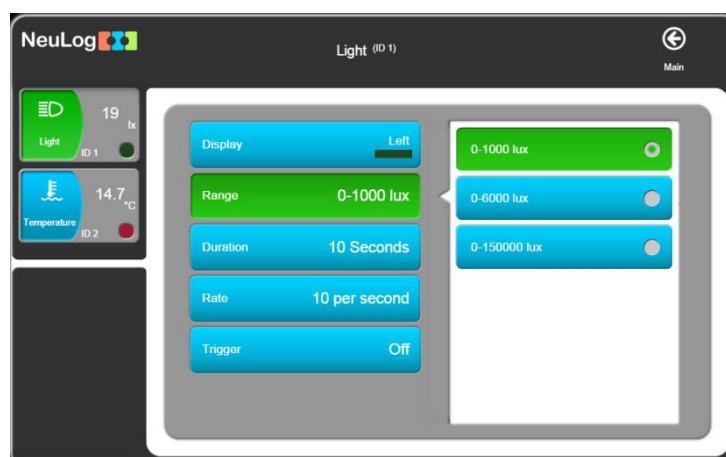 NeuLog
Light (ID 1)
Main
19 lx
Light
ID 1
14.7 °C
Temperature
ID 2
Display Left
Range 0-1000 lux
Duration 10 Seconds
Rate 10 per second
Trigger Off
0-1000 lux
0-6000 lux
0-150000 lux